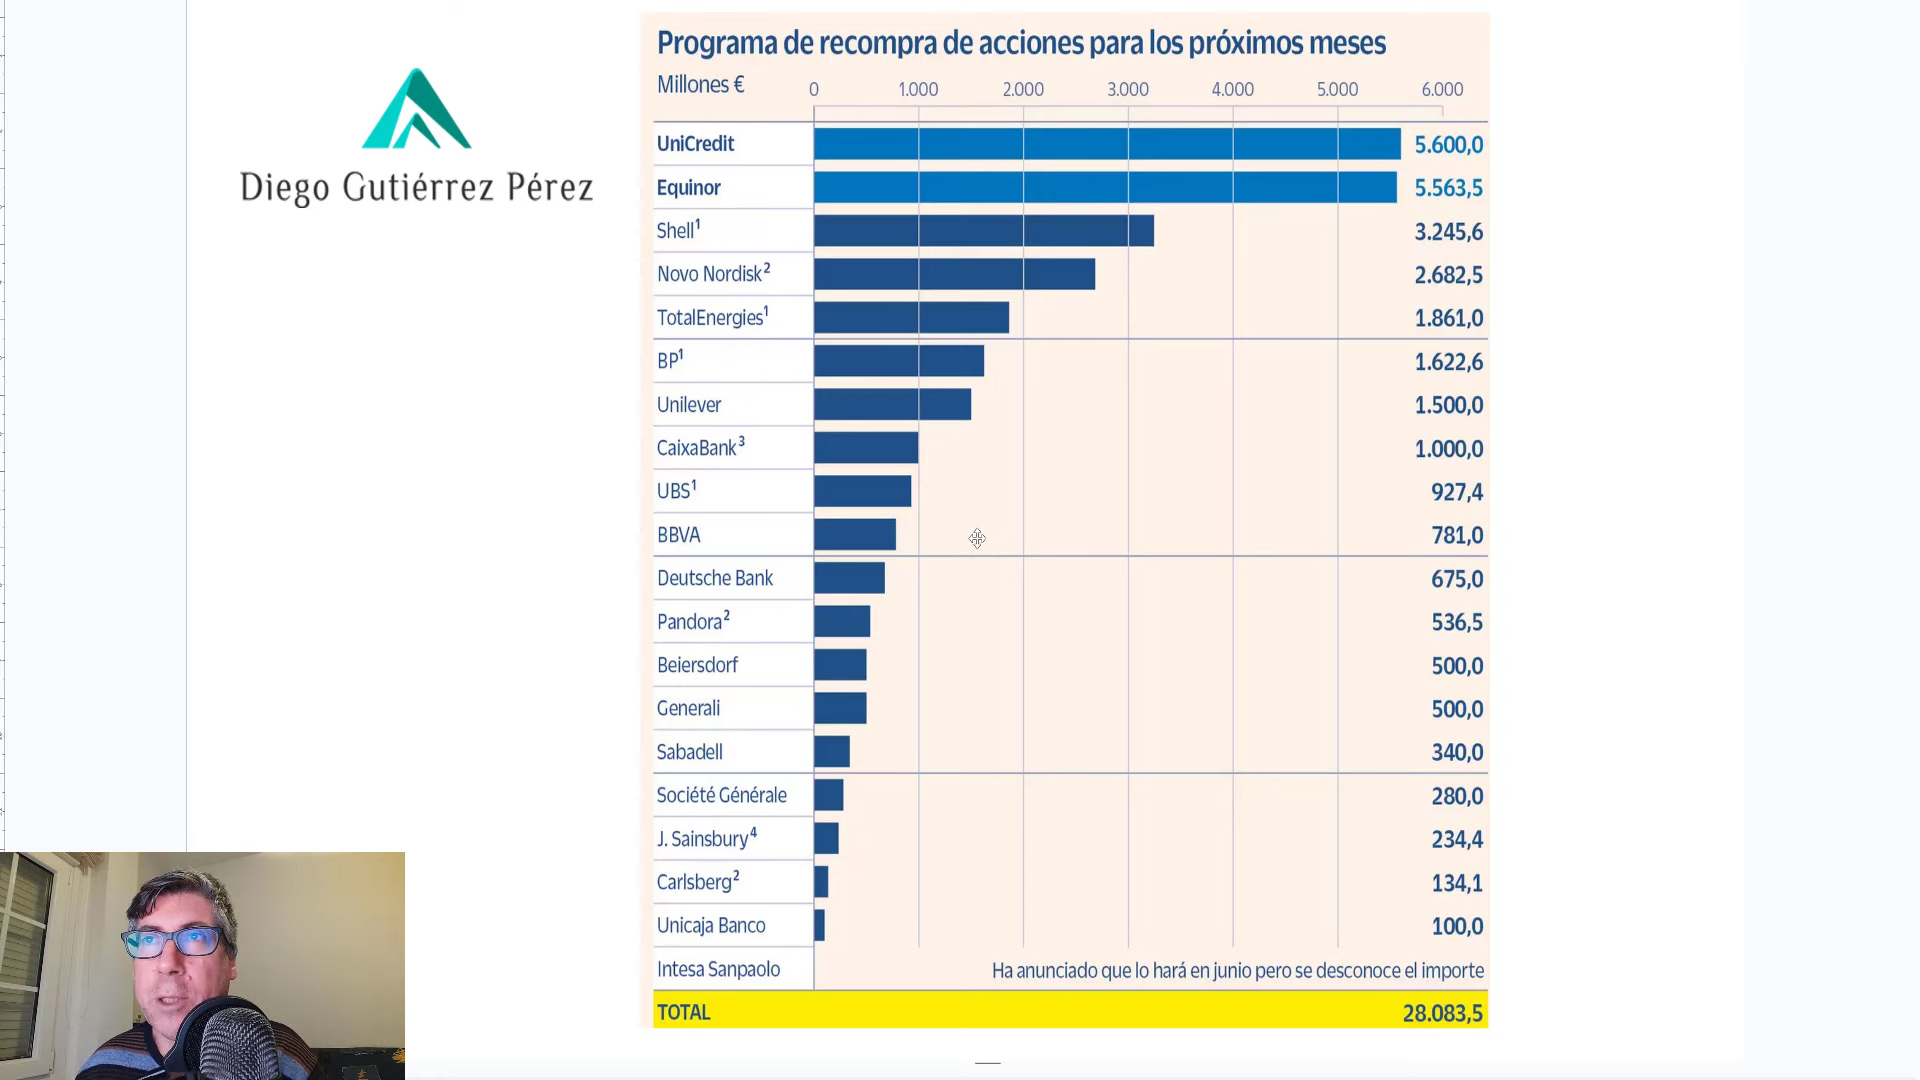 Diego Gutiérrez Pérez
Programa de recompra de acciones para los próximos meses
Millones € 0 1.000 2.000 3.000 4.000 5.000 6.000
UniCredit 5.600,0
Equinor 5.563,5
Shell¹ 3.245,6
Novo Nordisk² 2.682,5
TotalEnergies¹ 1.861,0
BP¹ 1.622,6
Unilever 1.500,0
CaixaBank³ 1.000,0
UBS¹ 927,4
BBVA 781,0
Deutsche Bank 675,0
Pandora² 536,5
Beiersdorf 500,0
Generali 500,0
Sabadell 340,0
Société Générale 280,0
J. Sainsbury⁴ 234,4
Carlsberg² 134,1
Unicaja Banco 100,0
Intesa Sanpaolo Ha anunciado que lo hará en junio pero se desconoce el importe
TOTAL 28.083,5